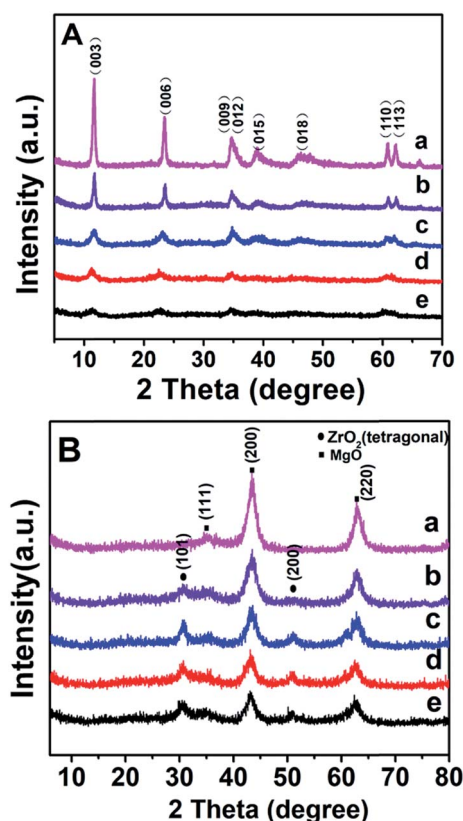 A
(003)
(006)
(009)
(012)
(015)
(018)
(110)
(113)
a
b
c
d
e
Intensity (a.u.)
10 20 30 40 50 60 70
2 Theta (degree)
B
● ZrO₂(tetragonal)
■ MgO
(101)
(111)
(200)
(200)
(220)
a
b
c
d
e
Intensity(a.u.)
10 20 30 40 50 60 70 80
2 Theta (degree)